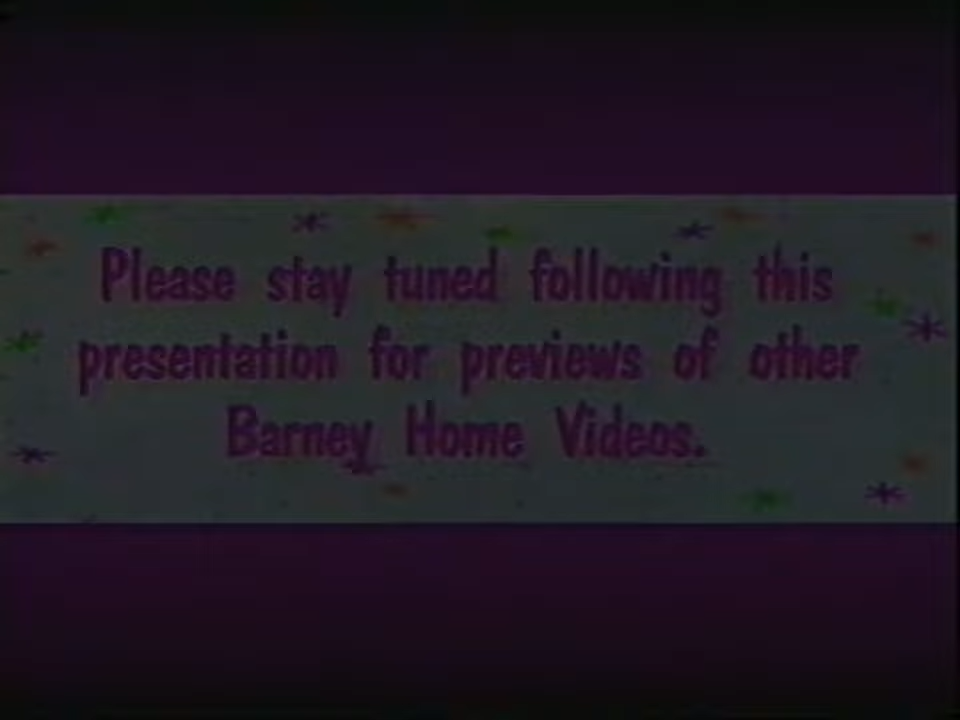 Please stay tuned following this
presentation for previews of other
Barney Home Videos.